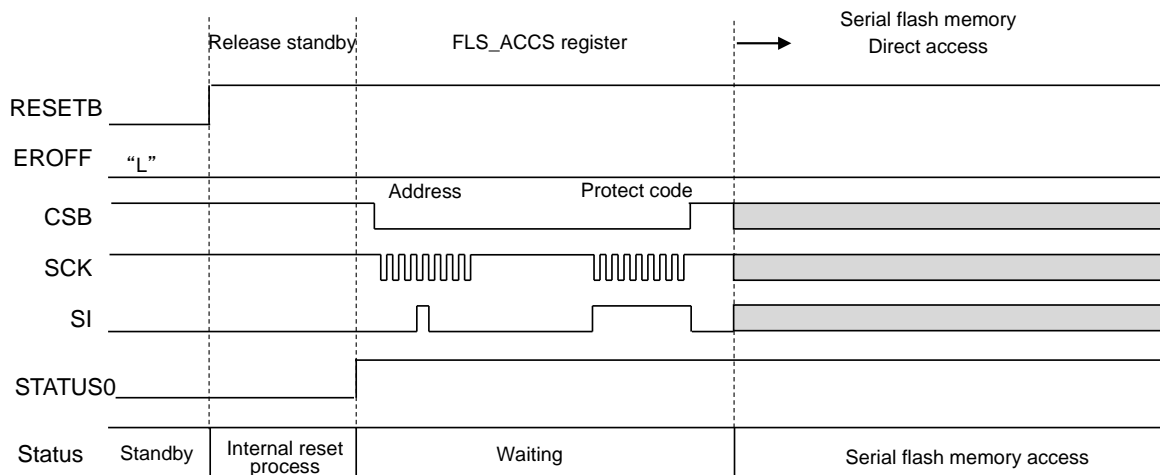 Release standby
FLS_ACCS register
Serial flash memory
Direct access
RESETB
EROFF
“L”
Address
Protect code
CSB
SCK
SI
STATUS0
Status
Standby
Internal reset
process
Waiting
Serial flash memory access